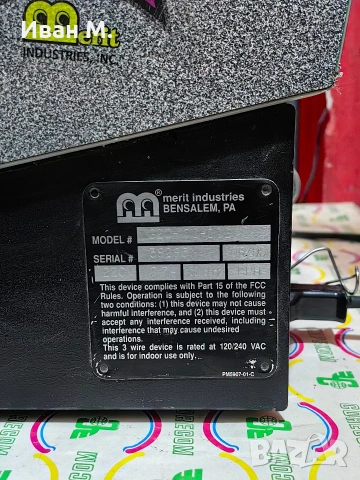 Иван М
Merit
INDUSTRIES, INC.
merit industries
BENSALEM, PA
MODEL #
SERIAL #
This device complies with Part 15 of the FCC
Rules. Operation is subject to the following
two conditions: (1) this may not cause
harmful interference, and (2) this device must
accept any interference received, including
interference that may cause undesired
operations.
This 3 wire device is rated at 120/240 VAC
and is for indoor use only...
PM5907-01-C
BAZAR